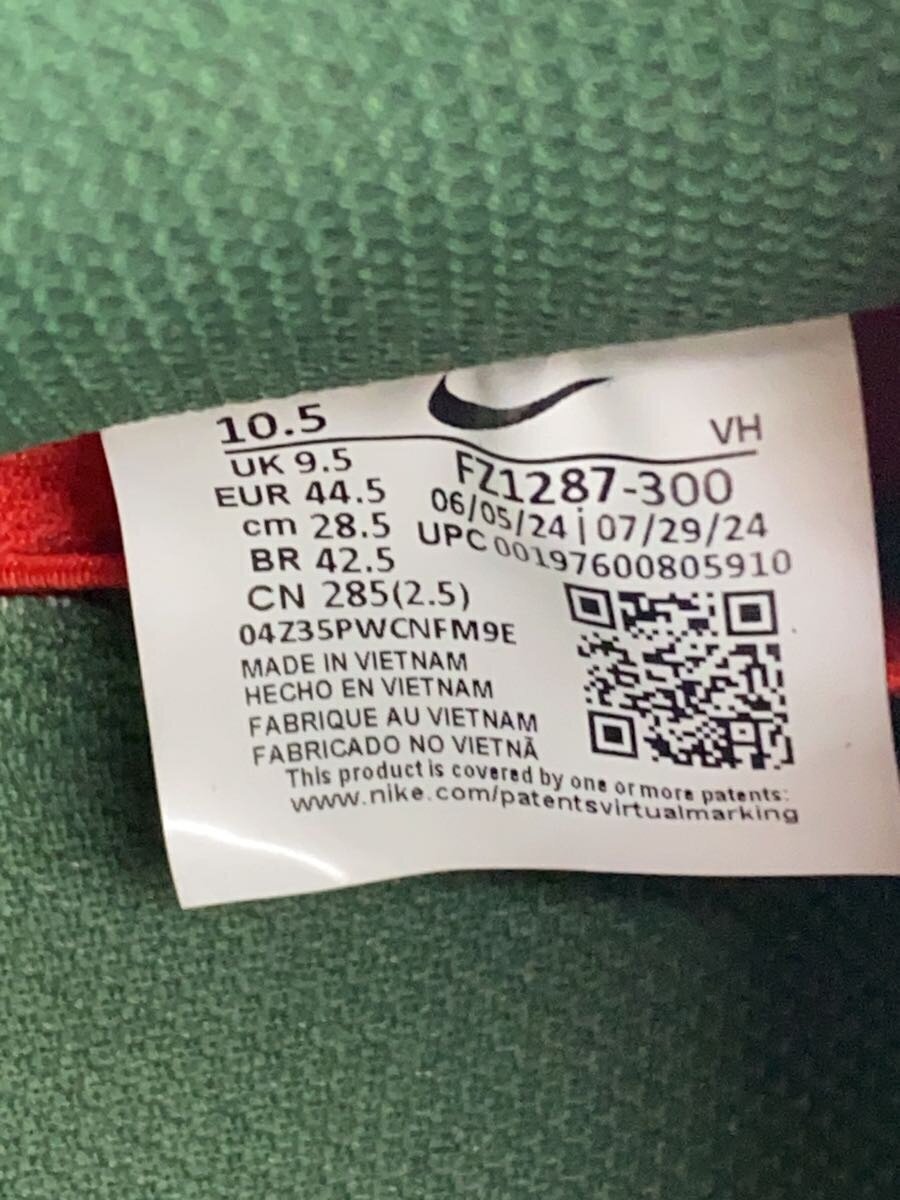 10.5
VH
UK 9.5
FZ1287-300
EUR 44.5
06/05/24 | 07/29/24
cm 28.5
UPC 00197600805910
BR 42.5
CN 285(2.5)
04Z35PWCNFM9E
MADE IN VIETNAM
HECHO EN VIETNAM
FABRIQUE AU VIETNAM
FABRICADO NO VIETNÃ
This product is covered by one or more patents:
www.nike.com/patentsvirtualmarking